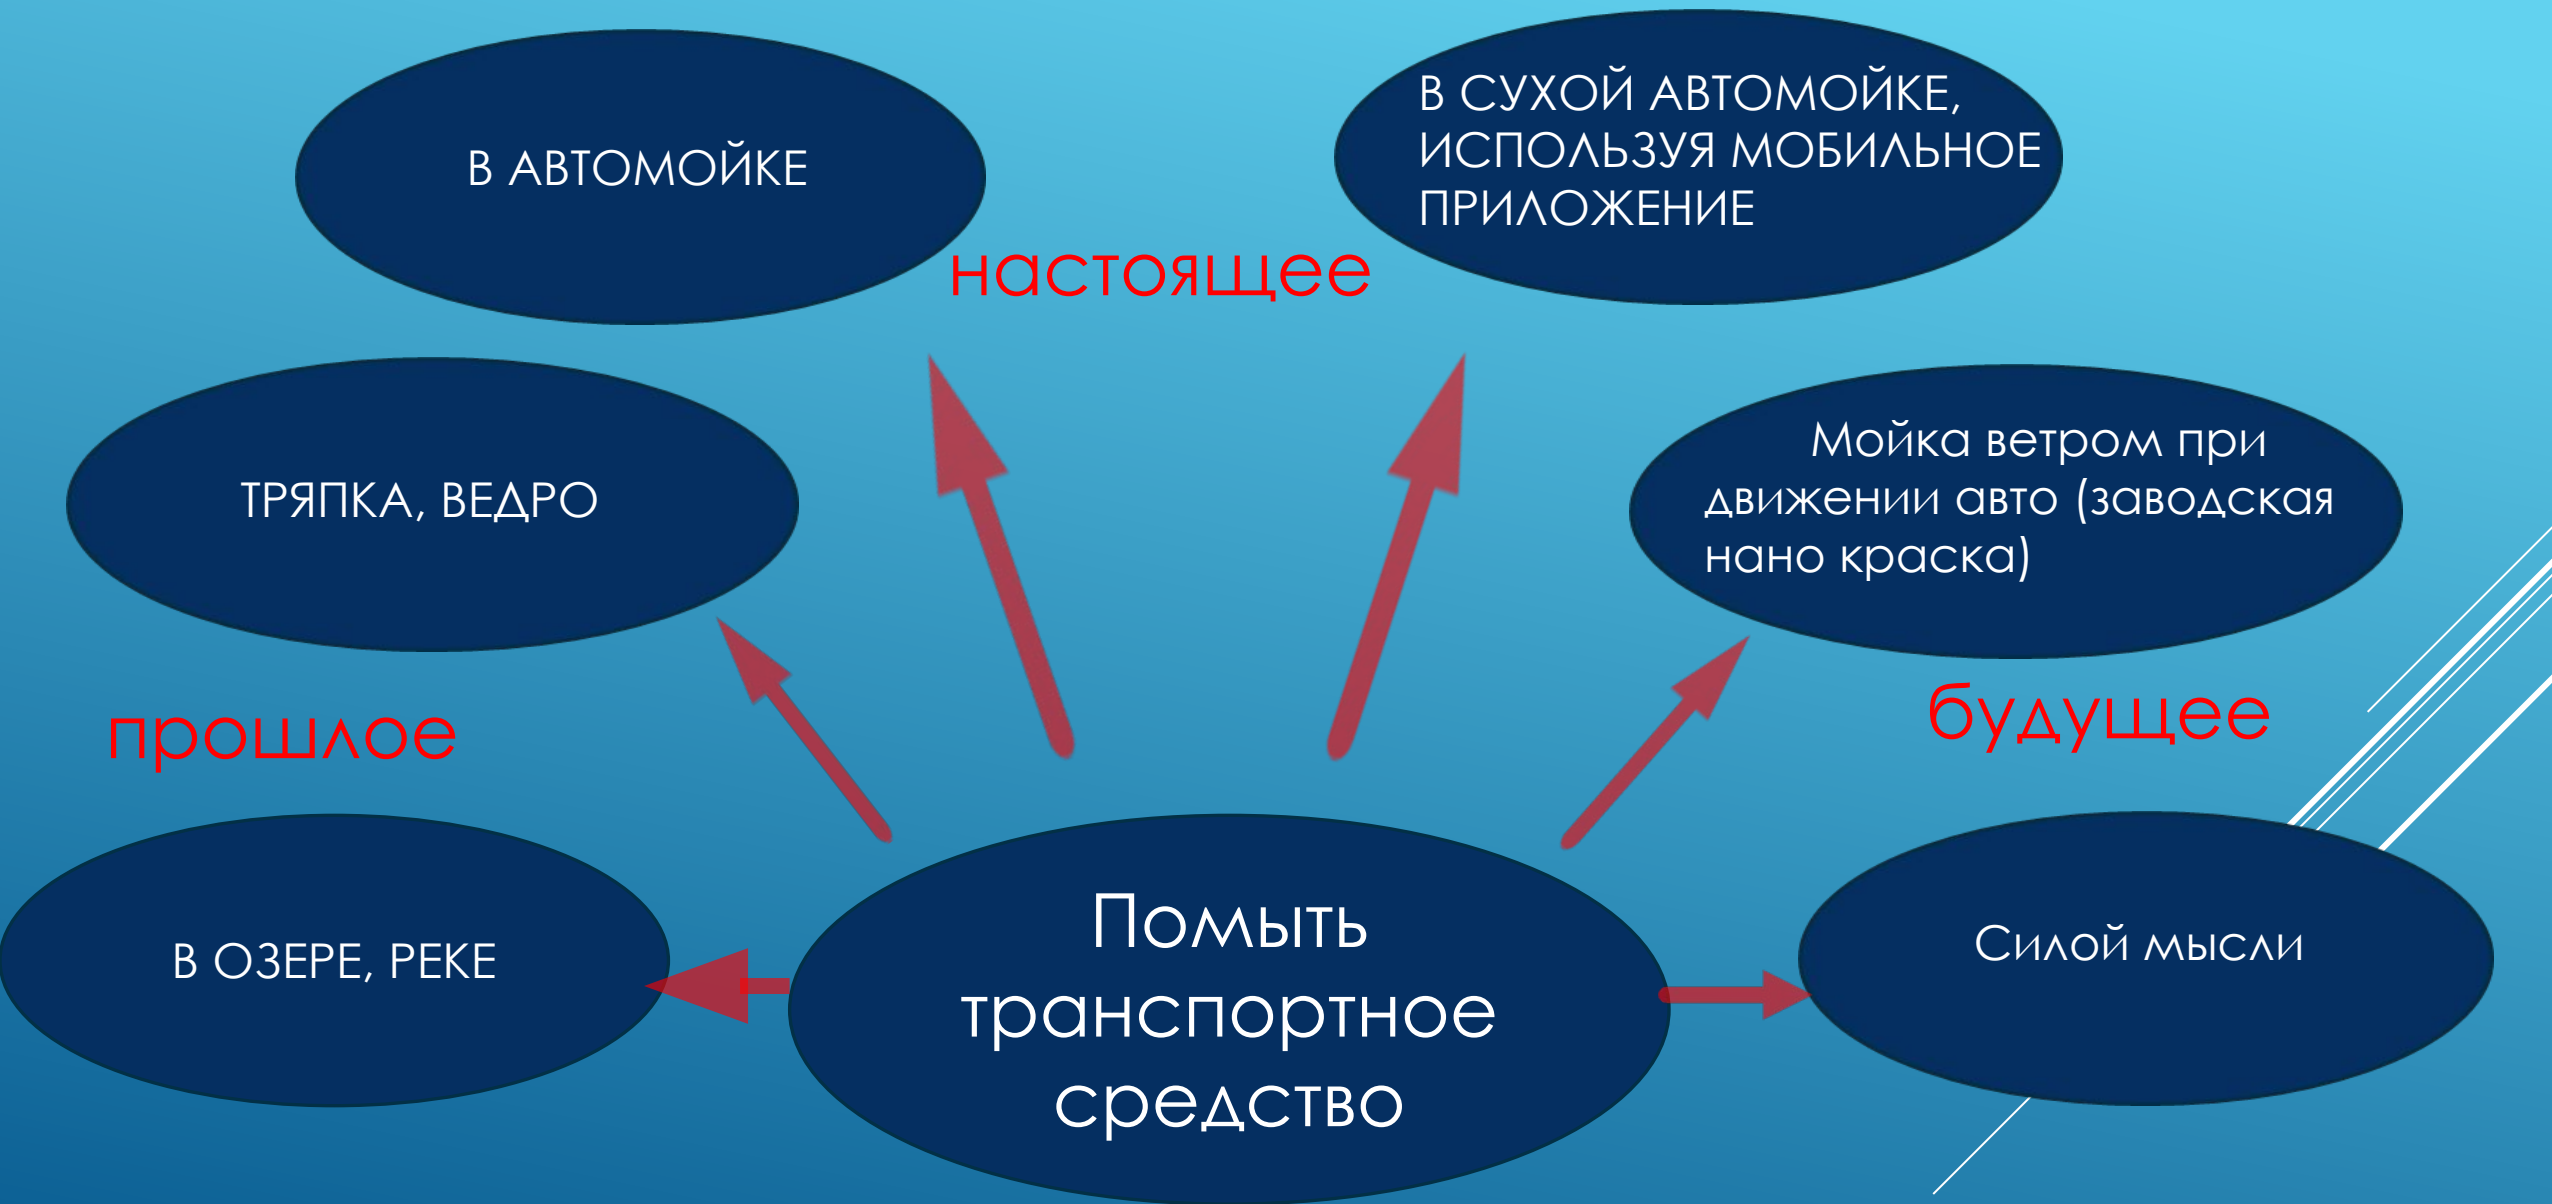 В АВТОМОЙКЕ
В СУХОЙ АВТОМОЙКЕ,
ИСПОЛЬЗУЯ МОБИЛЬНОЕ
ПРИЛОЖЕНИЕ
настоящее
ТРЯПКА, ВЕДРО
Мойка ветром при
движении авто (заводская
нано краска)
прошлое
будущее
В ОЗЕРЕ, РЕКЕ
Помыть
транспортное
средство
Силой мысли